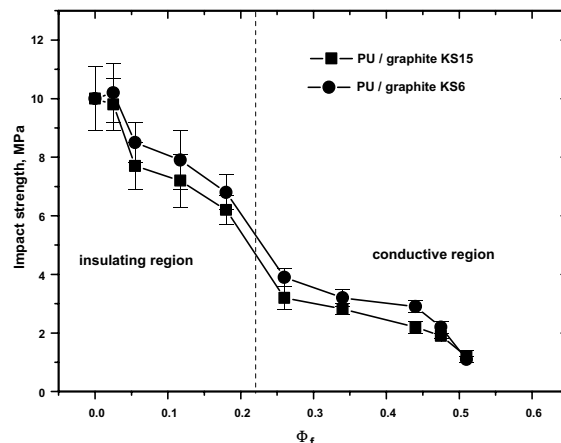 PU / graphite KS15
PU / graphite KS6
Impact strength, MPa
12
10
8
6
4
2
0
insulating region
conductive region
0.0
0.1
0.2
0.3
0.4
0.5
0.6
Φf